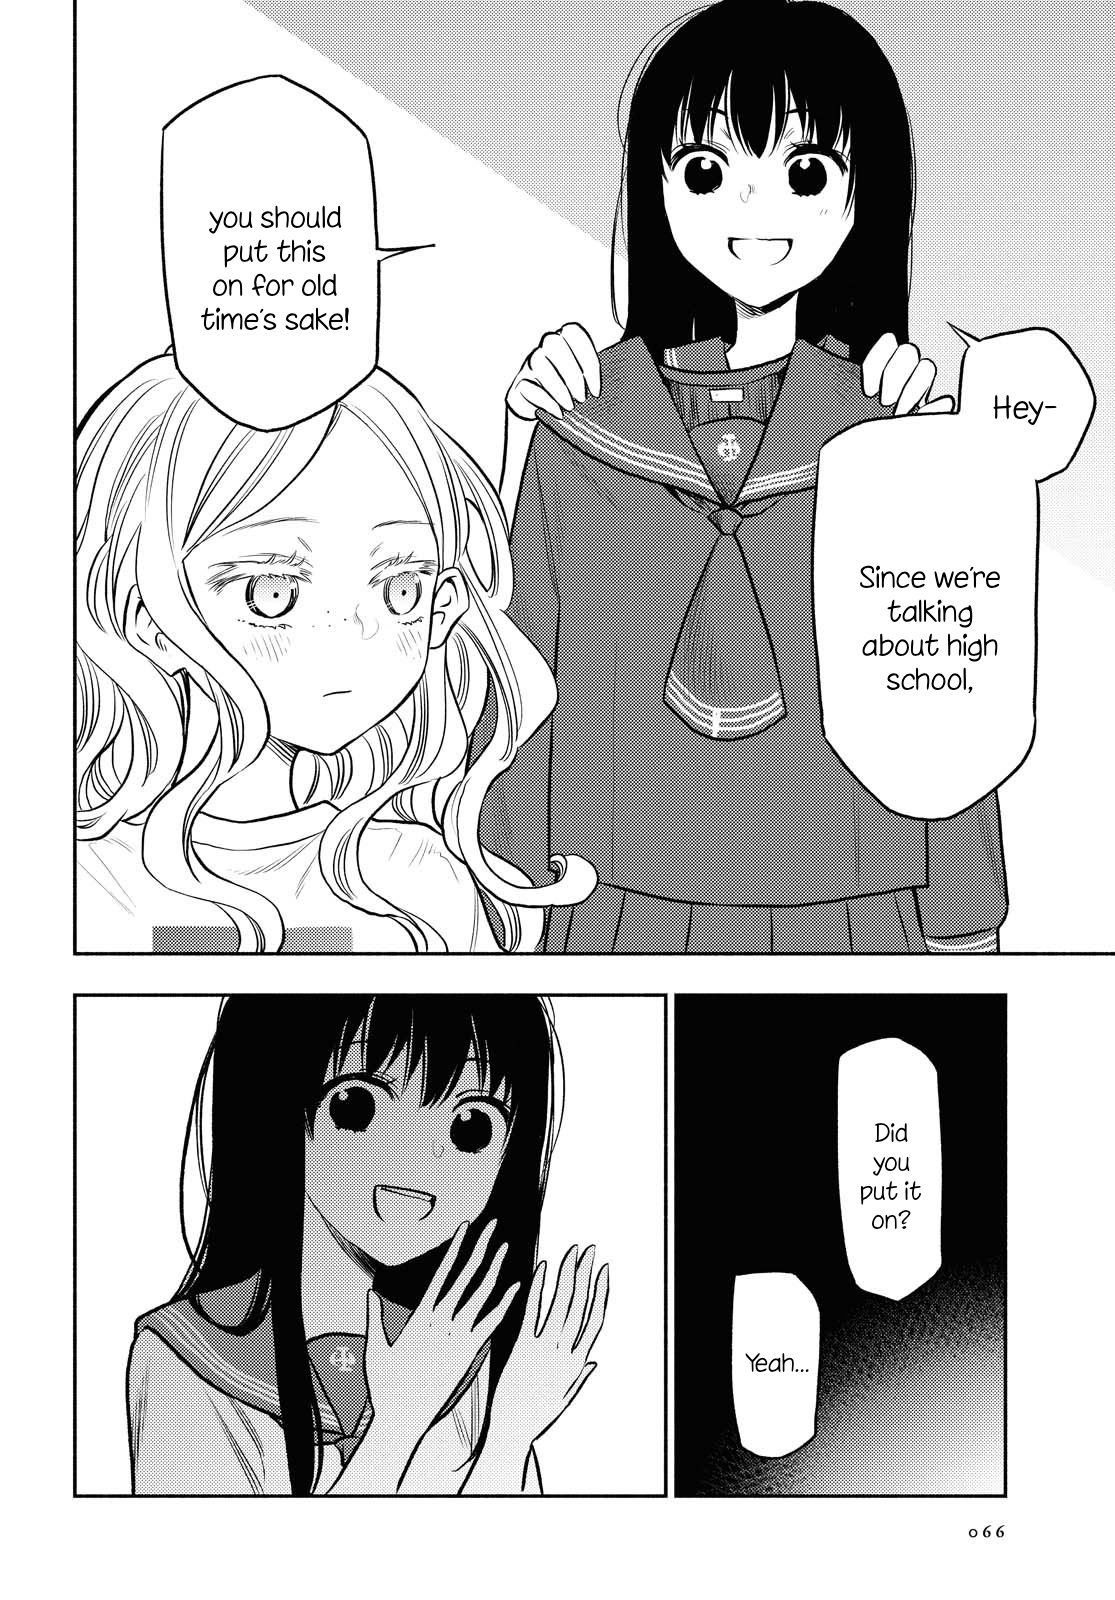 Hey-
Since we're
talking
about high
school,
you should
put this
on for old
time's sake!
Did
you
put it
on?
Yeah...
066